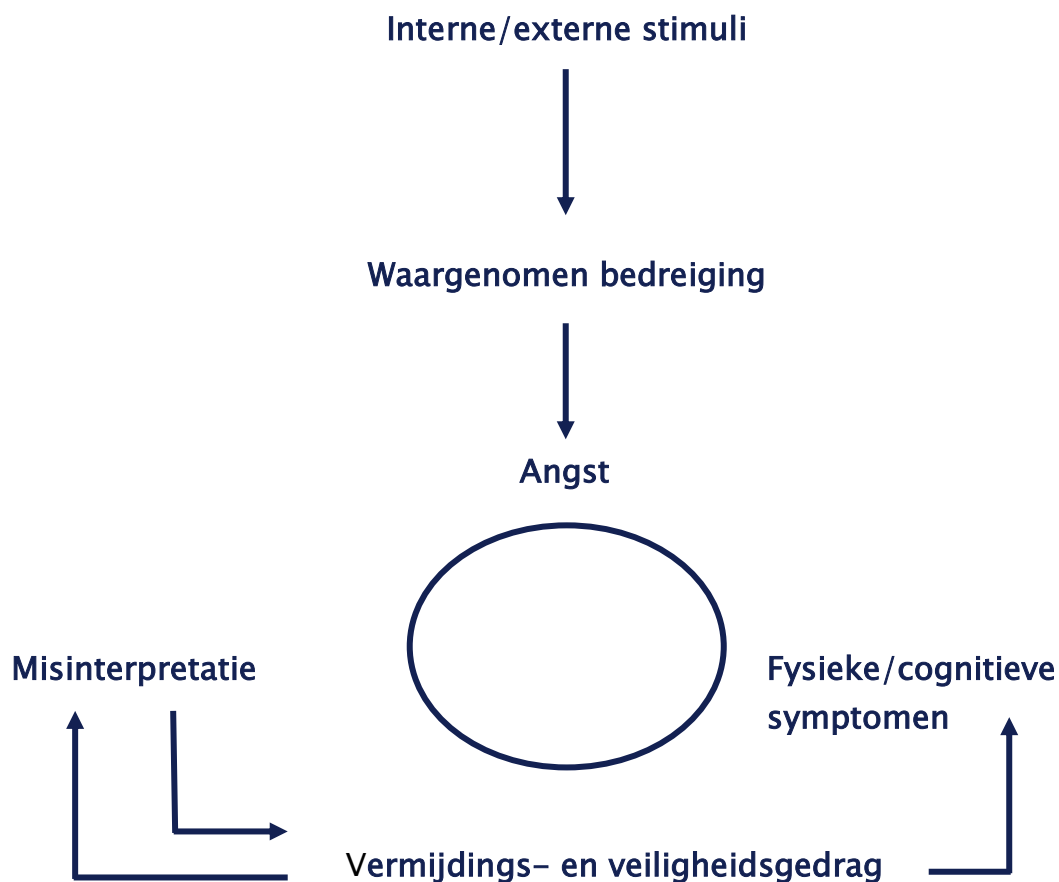 Interne/externe stimuli
Waargenomen bedreiging
Angst
Misinterpretatie
Fysieke/cognitieve
symptomen
Vermijdings- en veiligheidsgedrag